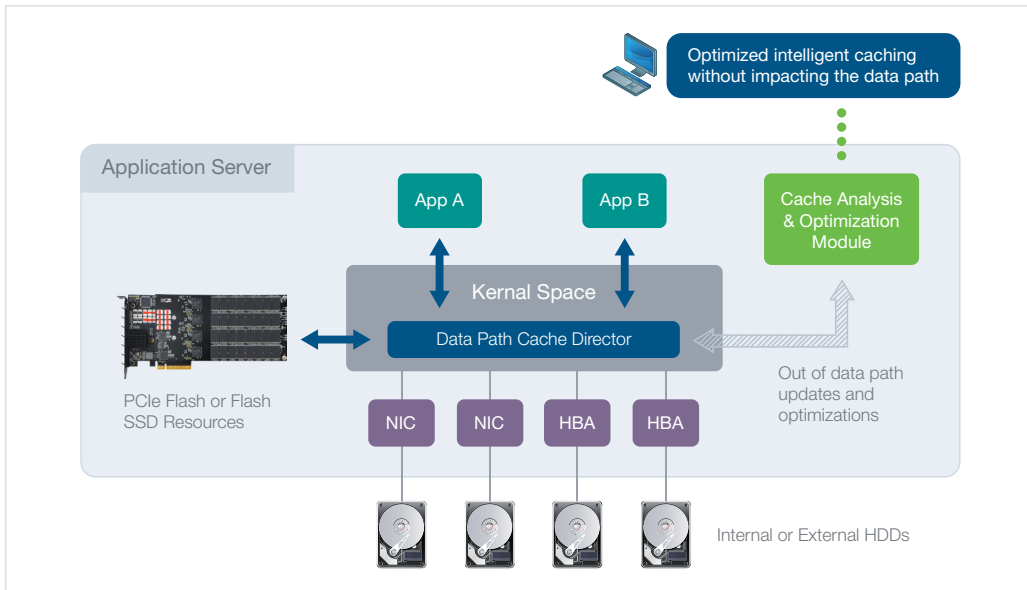 Optimized intelligent caching
without impacting the data path
Application Server
App A
App B
Cache Analysis
& Optimization
Module
Kernal Space
Data Path Cache Director
PCIe Flash or Flash
SSD Resources
Out of data path
updates and
optimizations
NIC
NIC
HBA
HBA
Internal or External HDDs